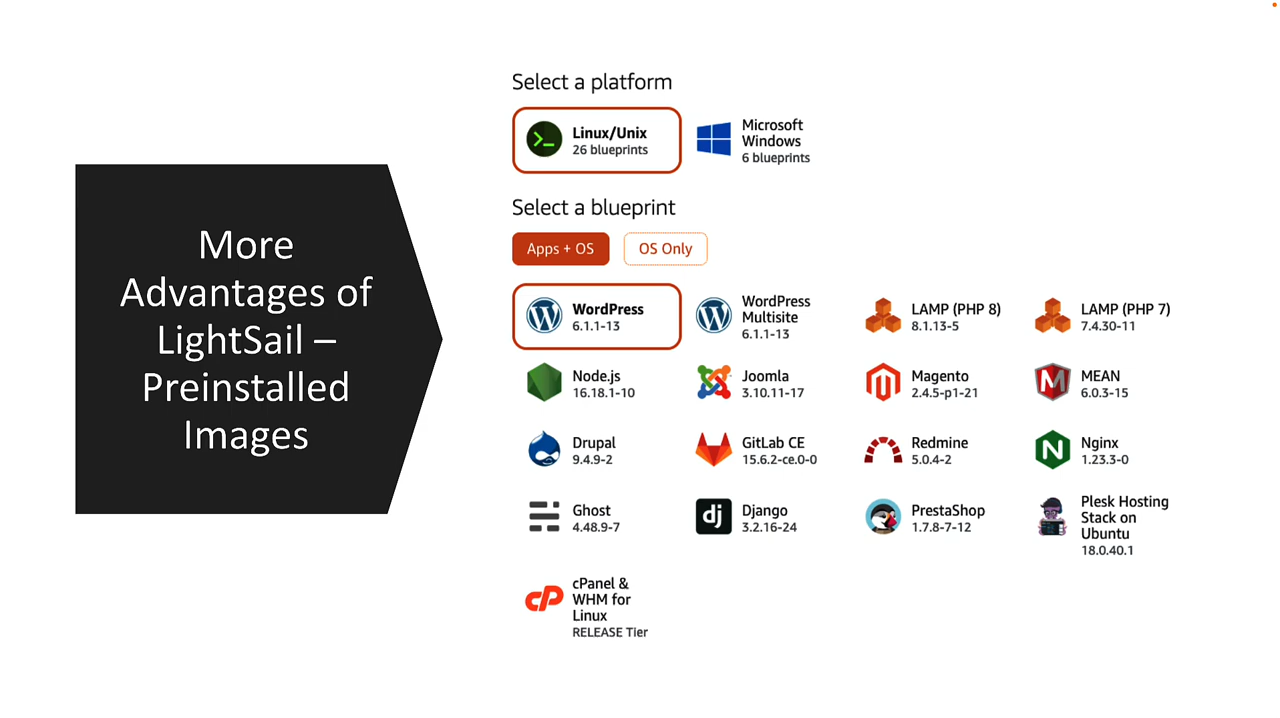 More
Advantages of
LightSail –
Preinstalled
Images
Select a platform
Linux/Unix
26 blueprints
Microsoft
Windows
6 blueprints
Select a blueprint
Apps + OS
OS Only
WordPress
6.1.1-13
WordPress
Multisite
6.1.1-13
LAMP (PHP 8)
8.1.13-5
LAMP (PHP 7)
7.4.30-11
Node.js
16.18.1-10
Joomla
3.10.11-17
Magento
2.4.5-p1-21
MEAN
6.0.3-15
Drupal
9.4.9-2
GitLab CE
15.6.2-ce.0-0
Redmine
5.0.4-2
Nginx
1.23.3-0
Ghost
4.48.9-7
dj
Django
3.2.16-24
PrestaShop
1.7.8-7-12
Plesk Hosting
Stack on
Ubuntu
18.0.40.1
cP
cPanel &
WHM for
Linux
RELEASE Tier